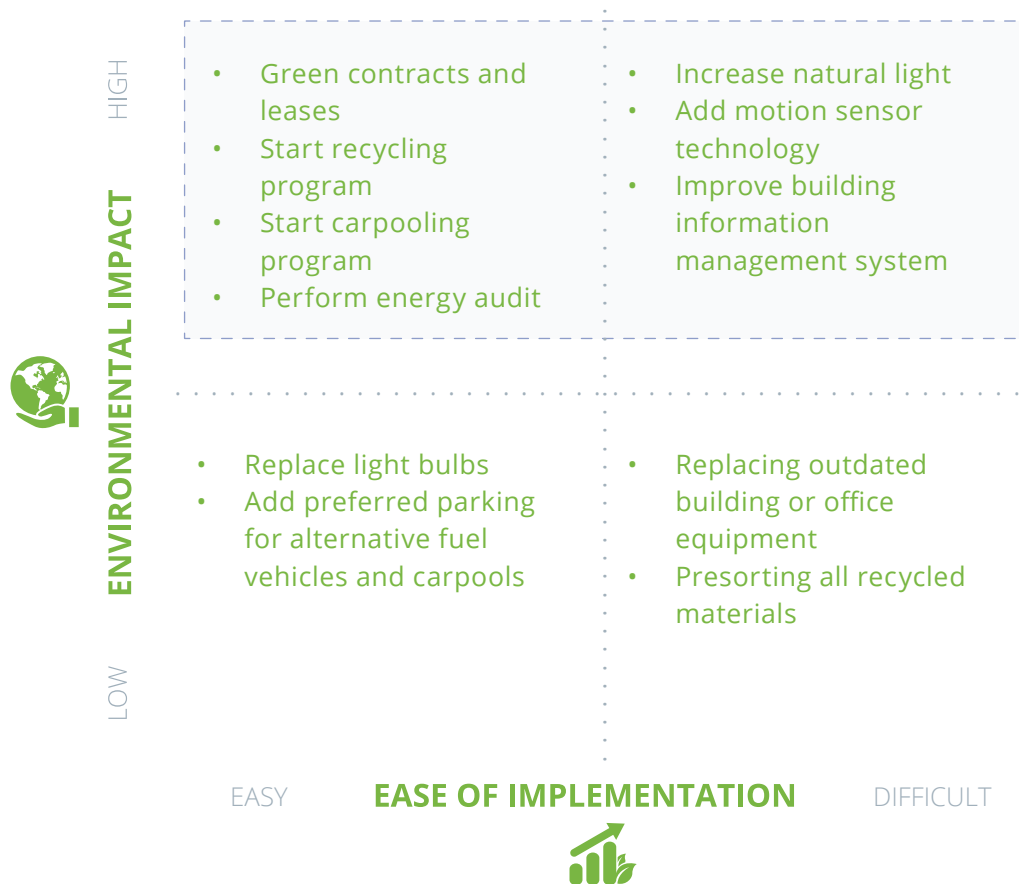 HIGH
ENVIRONMENTAL IMPACT
LOW
• Green contracts and
leases
• Start recycling
program
• Start carpooling
program
• Perform energy audit
• Increase natural light
• Add motion sensor
technology
• Improve building
information
management system
• Replace light bulbs
• Add preferred parking
for alternative fuel
vehicles and carpools
• Replacing outdated
building or office
equipment
• Presorting all recycled
materials
EASY
EASE OF IMPLEMENTATION
DIFFICULT